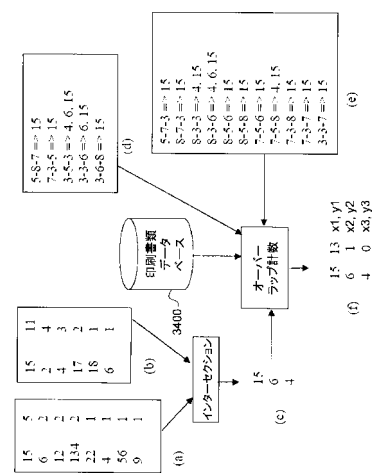 15 5
6 2
12 2
134 2
22 1
4 1
56 1
9 1
(a)
15 11
2 4
4 3
17 2
18 1
6 1
(b)
インターセクション
15
6
4
(c)
5-8-7 => 15
7-3-5 => 15
3-5-3 => 4, 6, 15
3-3-6 => 6, 15
3-6-8 => 15
(d)
印刷書類
データ
ベース
3400
5-7-3 => 15
8-7-3 => 15
8-3-3 => 4, 15
8-3-6 => 4, 6, 15
8-5-6 => 15
8-5-8 => 15
7-5-6 => 15
7-5-8 => 4, 15
7-3-8 => 15
7-3-7 => 15
3-3-7 => 15
(e)
オーバー
ラップ計数
15 13 x1, y1
6 1 x2, y2
4 0 x3, y3
(f)